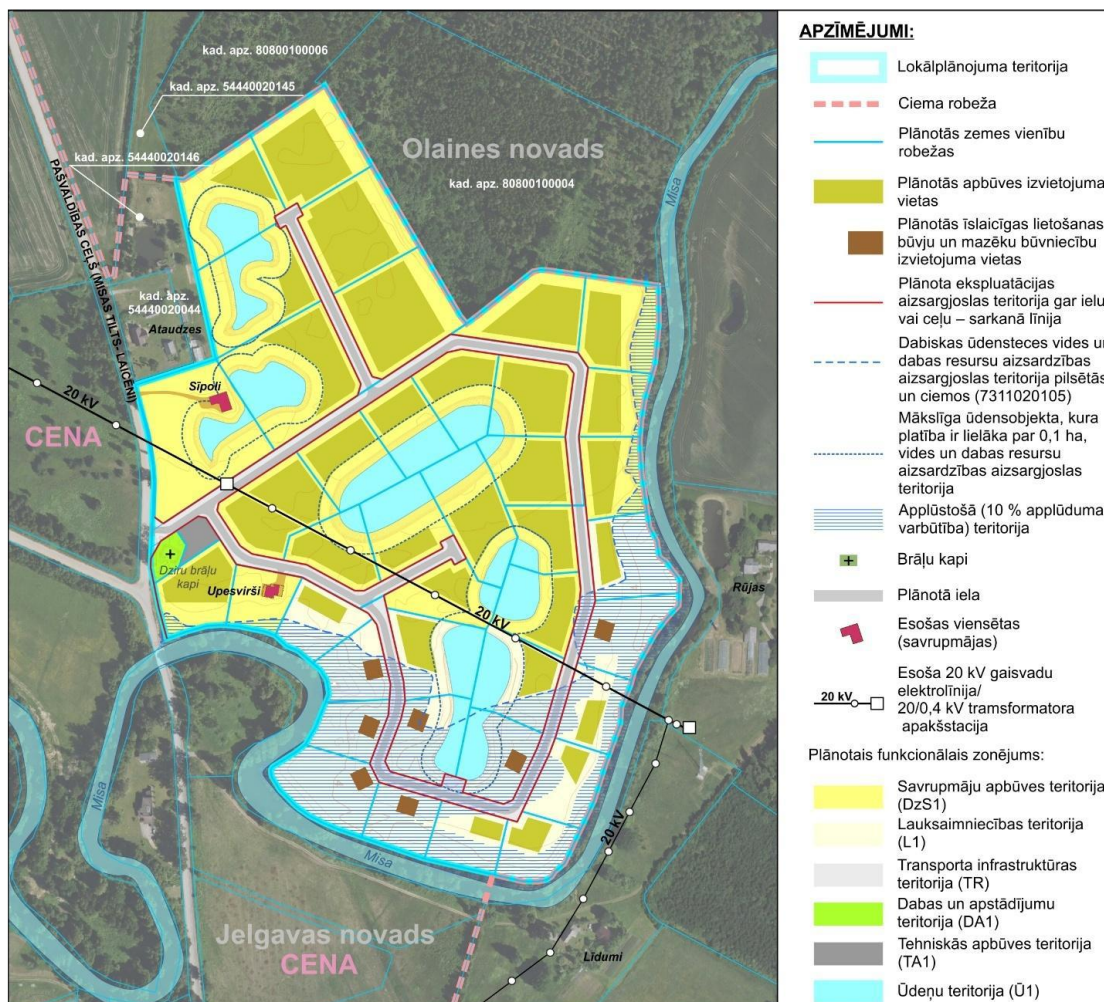 kad. apz. 80800100006
kad. apz. 54440020145
kad. apz. 54440020146
Olaines novads
kad. apz. 80800100004
Misa
PAŠVALDĪBAS CEĻŠ (MISAS TILTS- LAICĒNI)
kad. apz.
54440020044
Ataudzes
Sīpoli
20 kV
CENA
Dzīru brāļu
kapi
Upesvirši
20 kV
Rūjas
20 kV
Misa
Misa
Jelgavas novads
CENA
Līdumi
APZĪMĒJUMI:
Lokālplānojuma teritorija
Ciema robeža
Plānotās zemes vienību
robežas
Plānotās apbūves izvietojuma
vietas
Plānotās īslaicīgas lietošanas
būvju un mazēku būvniecību
izvietojuma vietas
Plānota ekspluatācijas
aizsargjoslas teritorija gar ielu
vai ceļu – sarkanā līnija
Dabiskas ūdensteces vides un
dabas resursu aizsardzības
aizsargjoslas teritorija pilsētās
un ciemos (7311020105)
Mākslīga ūdensobjekta, kura
platība ir lielāka par 0,1 ha,
vides un dabas resursu
aizsardzības aizsargjoslas
teritorija
Applūstošā (10 % applūduma
varbūtība) teritorija
Brāļu kapi
Plānotā iela
Esošas viensētas
(savrupmājas)
20 kV
Esoša 20 kV gaisvadu
elektrolīnija/
20/0,4 kV tramsformatora
apakšstacija
Plānotais funkcionālais zonējums:
Savrupmāju apbūves teritorija
(DzS1)
Lauksaimniecības teritorija
(L1)
Transporta infrastruktūras
teritorija (TR)
Dabas un apstādījumu
teritorija (DA1)
Tehniskās apbūves teritorija
(TA1)
Ūdeņu teritorija (Ū1)